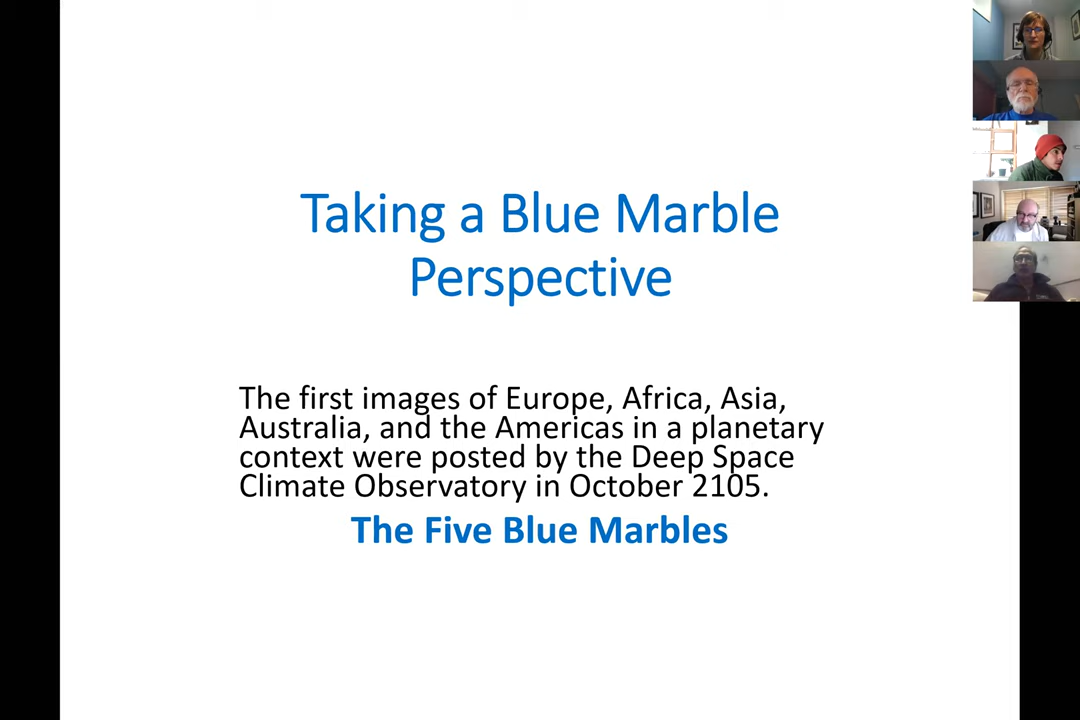 Taking a Blue Marble
Perspective
The first images of Europe, Africa, Asia,
Australia, and the Americas in a planetary
context were posted by the Deep Space
Climate Observatory in October 2105.
The Five Blue Marbles